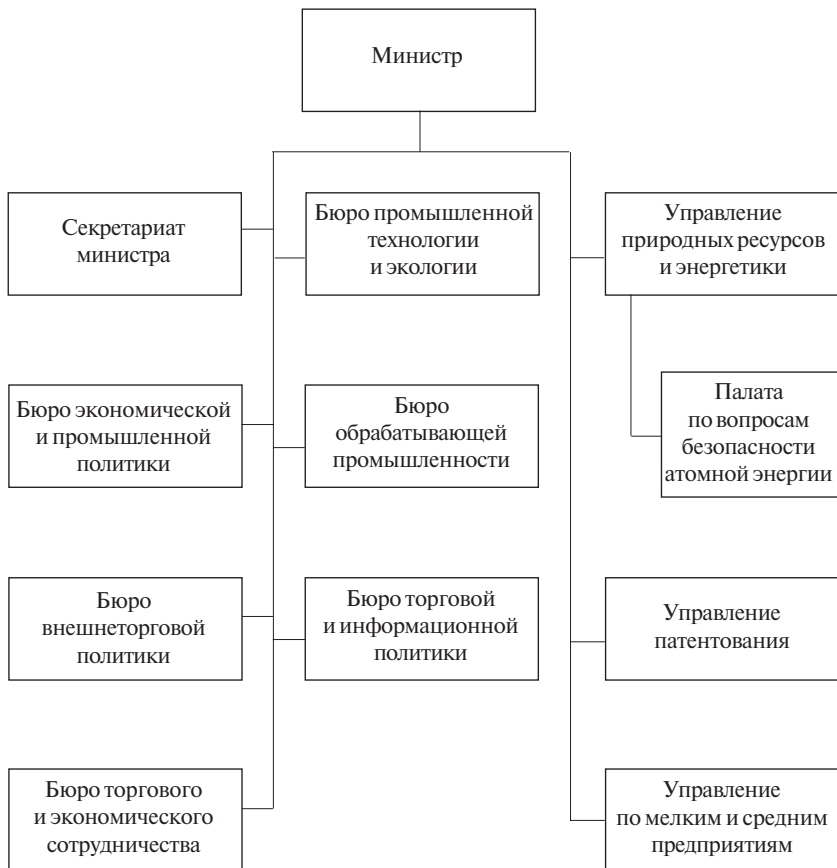 Министр
Секретариат
министра
Бюро промышленной
технологии
и экологии
Управление
природных ресурсов
и энергетики
Бюро экономической
и промышленной
политики
Бюро
обрабатывающей
промышленности
Палата
по вопросам
безопасности
атомной энергии
Бюро
внешнеторговой
политики
Бюро торговой
и информационной
политики
Управление
патентования
Бюро торгового
и экономического
сотрудничества
Управление
по мелким и средним
предприятиям